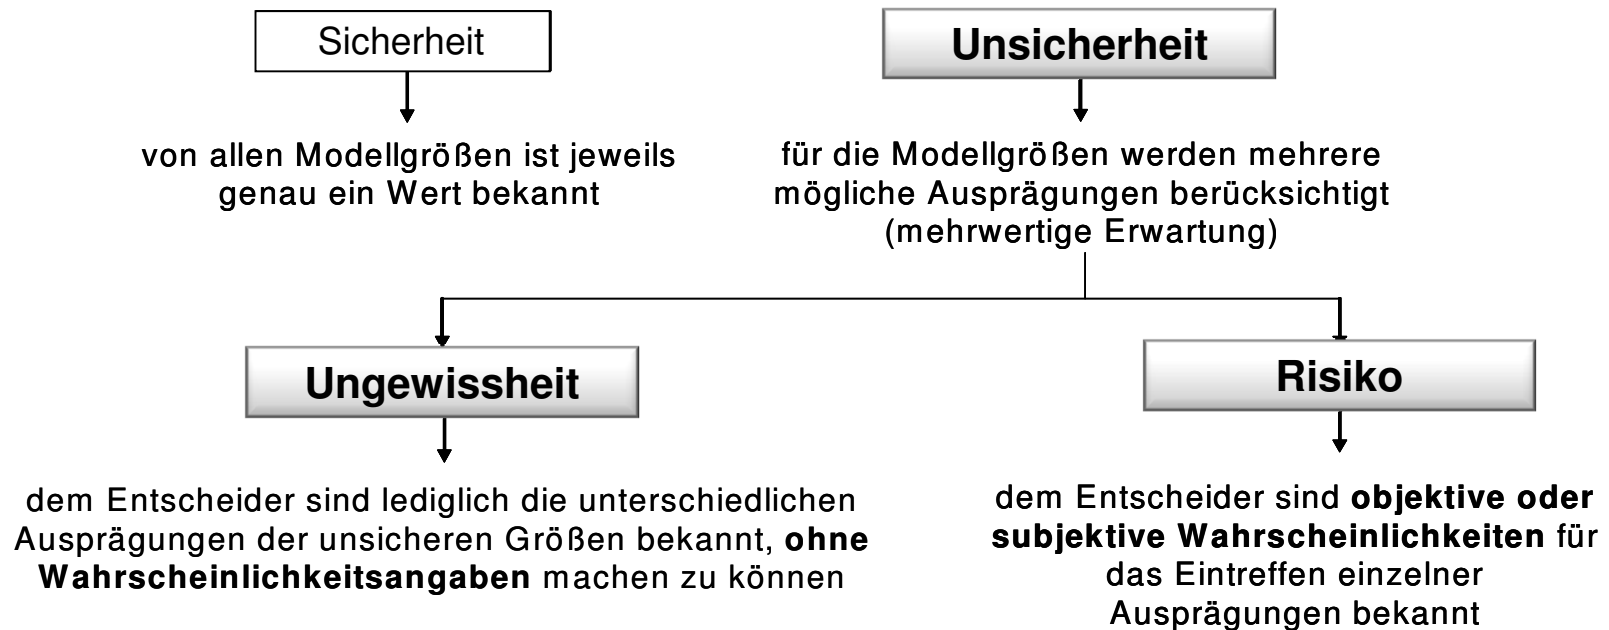 Sicherheit
Unsicherheit
von allen Modellgrößen ist jeweils
genau ein Wert bekannt
für die Modellgrößen werden mehrere
mögliche Ausprägungen berücksichtigt
(mehrwertige Erwartung)
Ungewissheit
Risiko
dem Entscheider sind lediglich die unterschiedlichen
Ausprägungen der unsicheren Größen bekannt, ohne
Wahrscheinlichkeitsangaben machen zu können
dem Entscheider sind objektive oder
subjektive Wahrscheinlichkeiten für
das Eintreffen einzelner
Ausprägungen bekannt